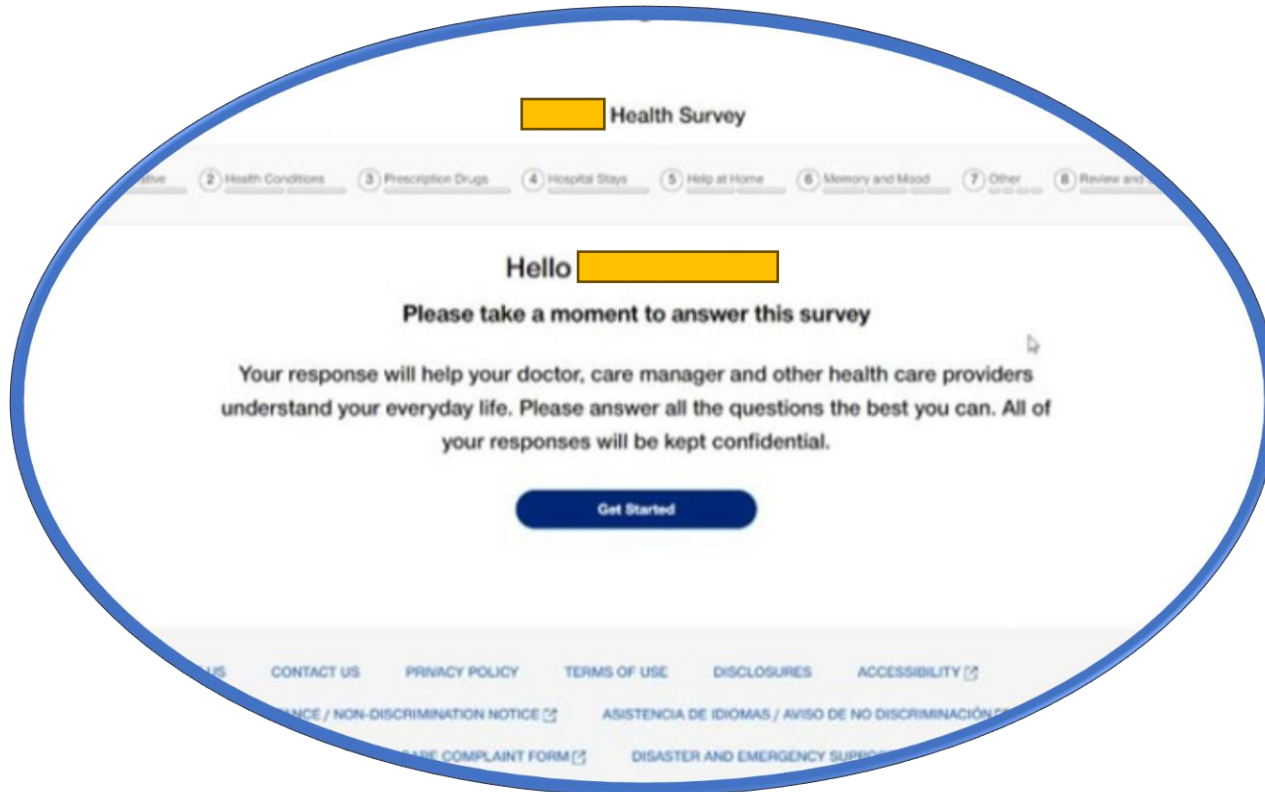 Health Survey
2 Health Conditions 3 Prescription Drugs 4 Hospital Stays 5 Help at Home 6 Memory and Mood 7 Other 8 Review and
Hello
Please take a moment to answer this survey
Your response will help your doctor, care manager and other health care providers
understand your everyday life. Please answer all the questions the best you can. All of
your responses will be kept confidential.
Get Started
US CONTACT US PRIVACY POLICY TERMS OF USE DISCLOSURES ACCESSIBILITY
/ NON-DISCRIMINATION NOTICE ASISTENCIA DE IDIOMAS / AVISO DE NO DISCRIMINACIÓN
COMPLAINT FORM DISASTER AND EMERGENCY